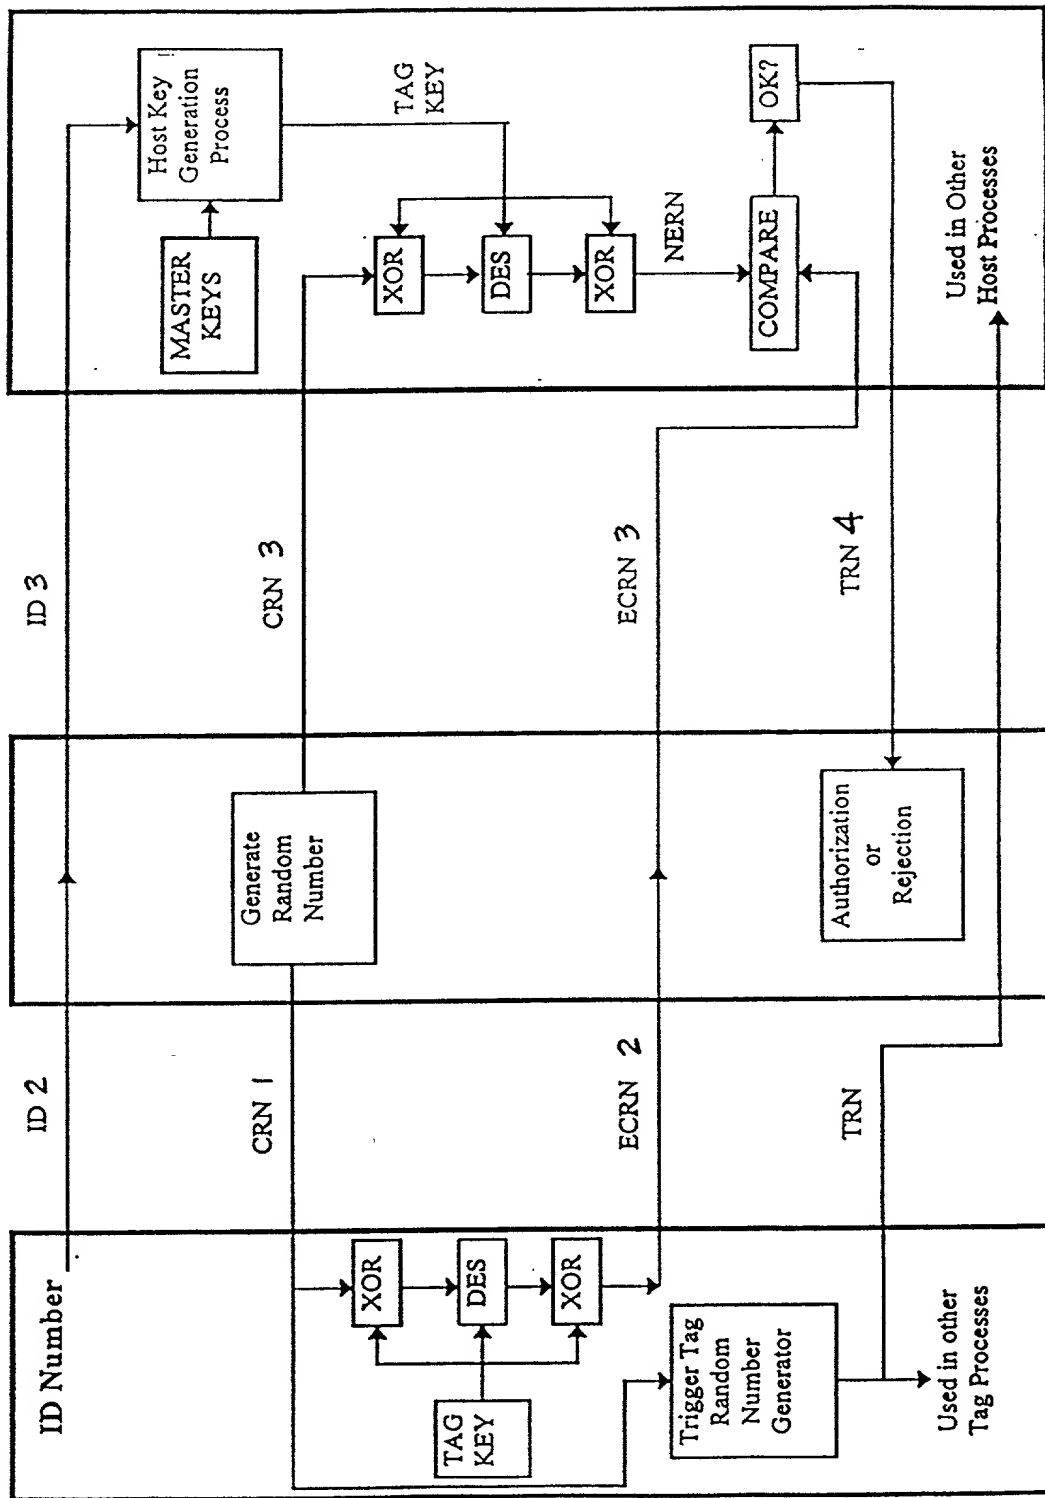 ID Number
ID 2
ID 3
Host Key
Generation
Process
MASTER
KEYS
TAG
KEY
CRN 1
Generate
Random
Number
CRN 3
XOR
DES
XOR
TAG
KEY
XOR
DES
XOR
NERN
ECRN 2
ECRN 3
COMPARE
OK?
Trigger Tag
Random
Number
Generator
TRN
Authorization
or
Rejection
TRN 4
Used in other
Tag Processes
Used in Other
Host Processes